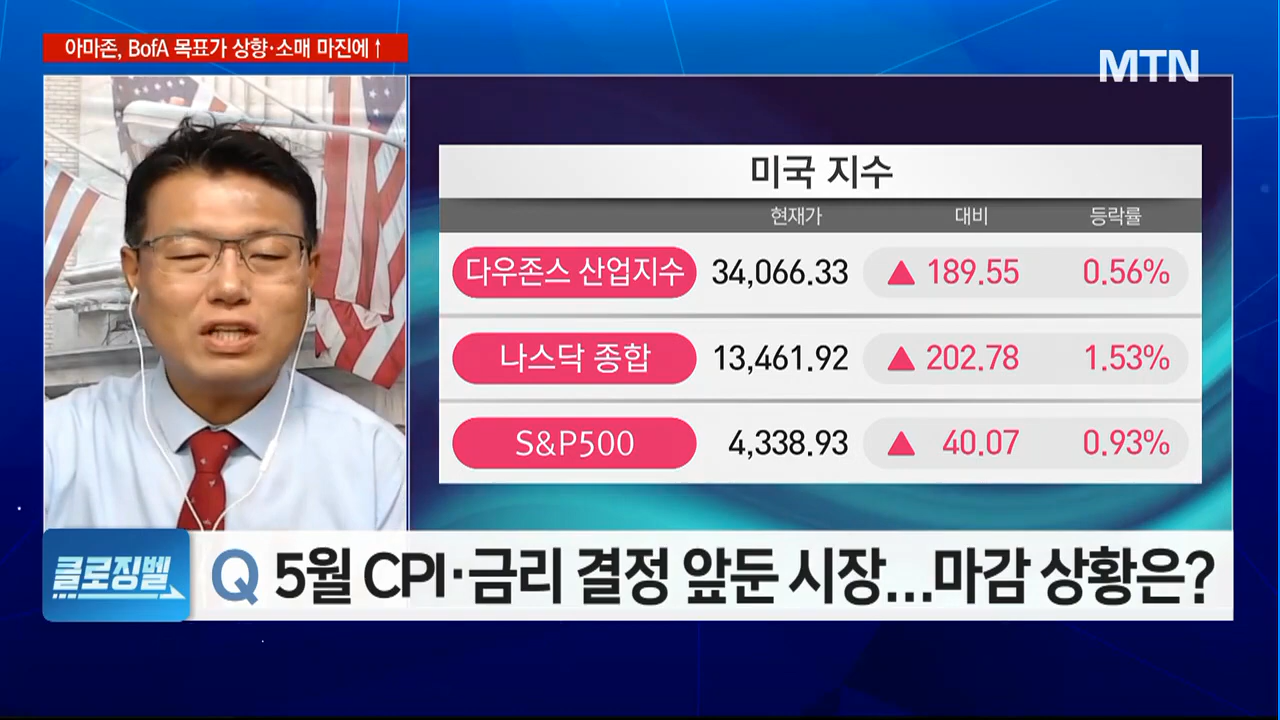 아마존, BofA 목표가 상향·소매 마진에↑
MTN
미국 지수
현재가 대비 등락률
다우존스 산업지수 34,066.33 ▲ 189.55 0.56%
나스닥 종합 13,461.92 ▲ 202.78 1.53%
S&P500 4,338.93 ▲ 40.07 0.93%
클로징벨 Q 5월 CPI·금리 결정 앞둔 시장...마감 상황은?